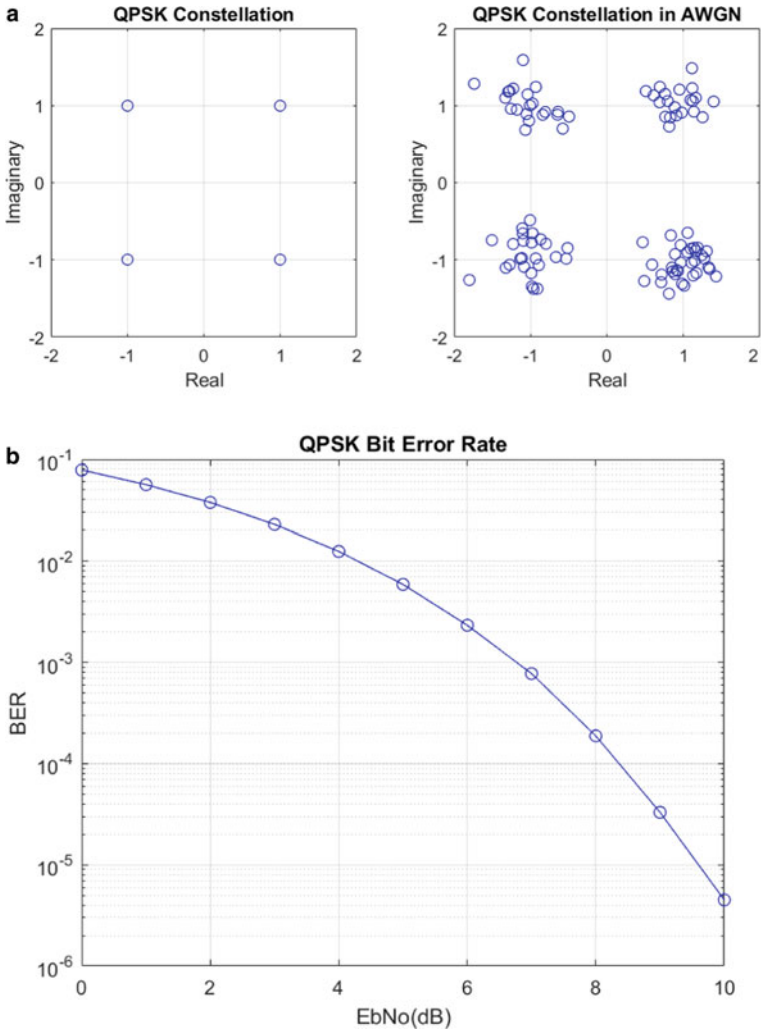 a
QPSK Constellation
2
1
0
-1
-2
-2 -1 0 1 2
Imaginary
Real
QPSK Constellation in AWGN
2
1
0
-1
-2
-2 -1 0 1 2
Imaginary
Real
b
QPSK Bit Error Rate
10-1
10-2
10-3
10-4
10-5
10-6
BER
0 2 4 6 8 10
EbNo(dB)